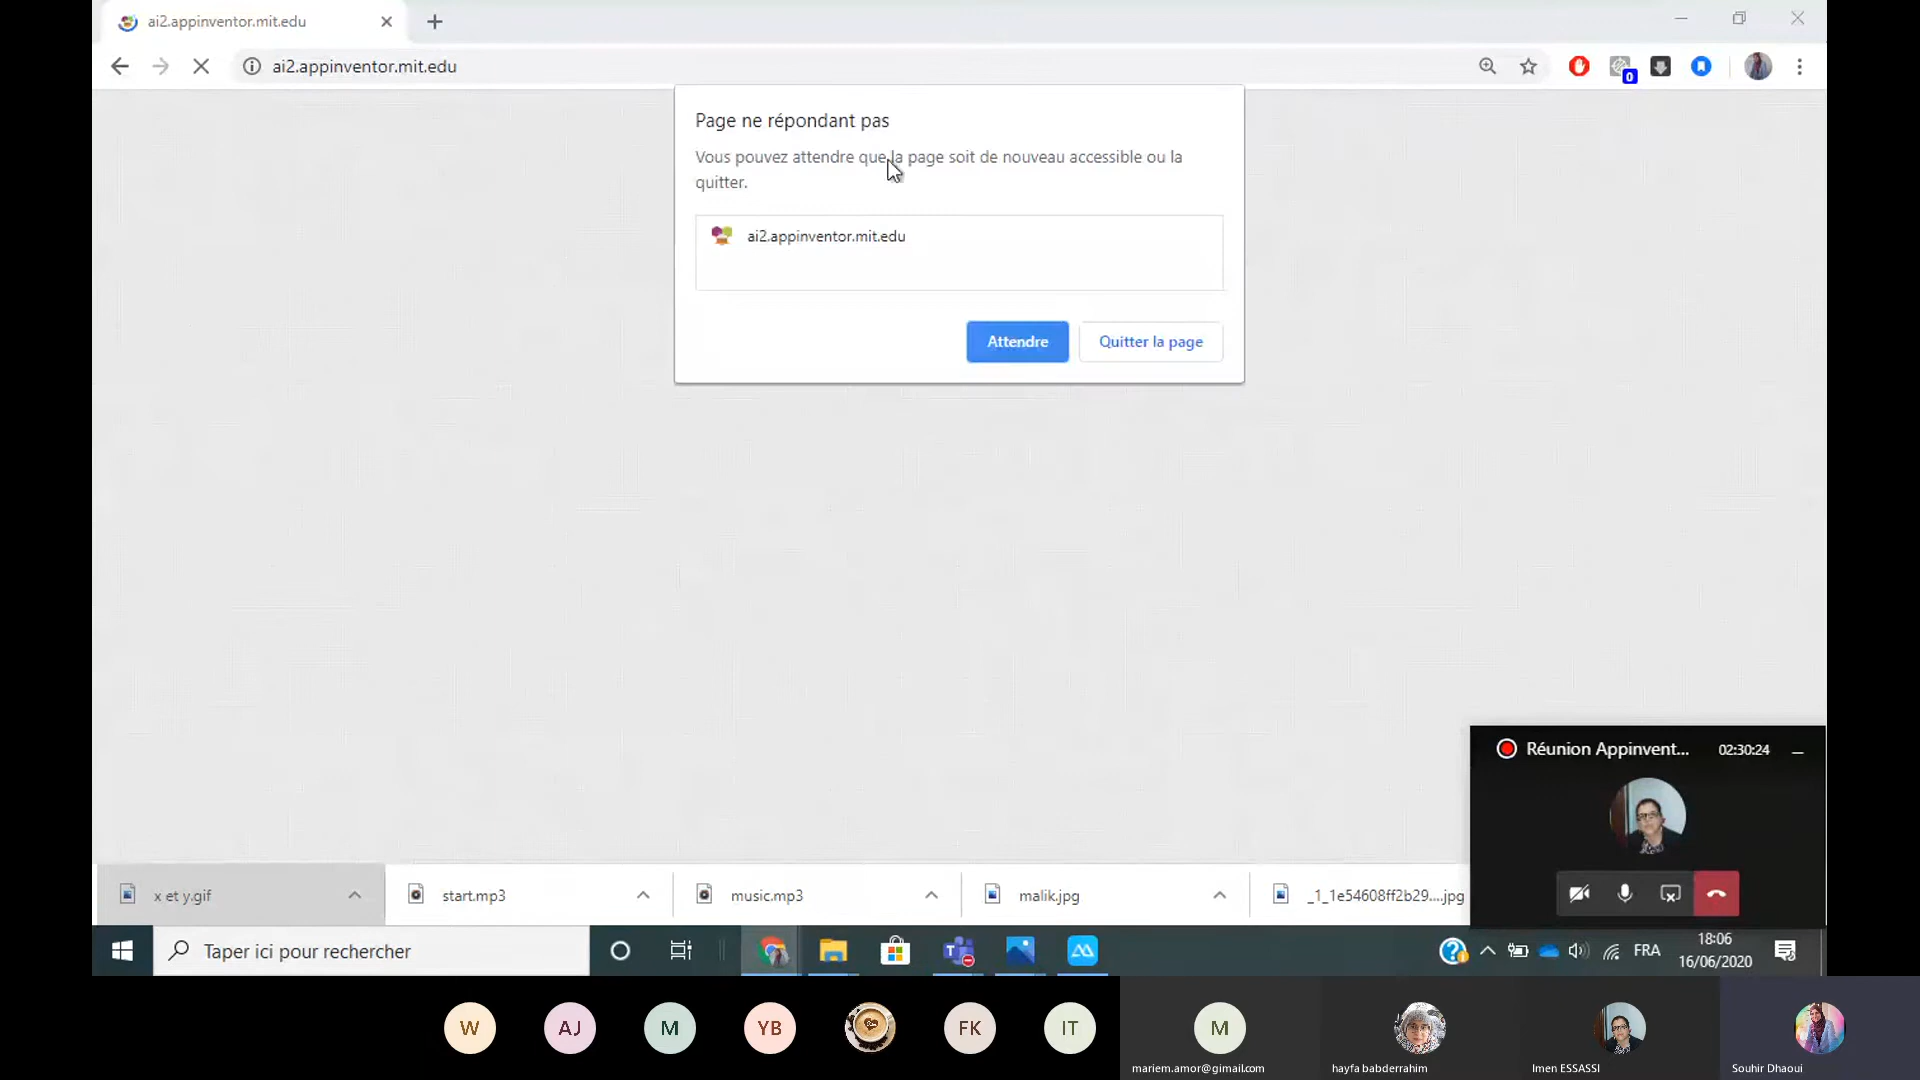 ai2.appinventor.mit.edu
ai2.appinventor.mit.edu
0
Page ne répondant pas
Vous pouvez attendre que la page soit de nouveau accessible ou la
quitter.
ai2.appinventor.mit.edu
Attendre
Quitter la page
Réunion Appinvent...
02:30:24
x et y.gif
start.mp3
music.mp3
malik.jpg
_1_1e54608ff2b29....jpg
Taper ici pour rechercher
FRA
18:06
16/06/2020
W
AJ
M
YB
FK
IT
M
mariem.amor@gimail.com
hayfa babderrahim
Imen ESSASSI
Souhir Dhaoui